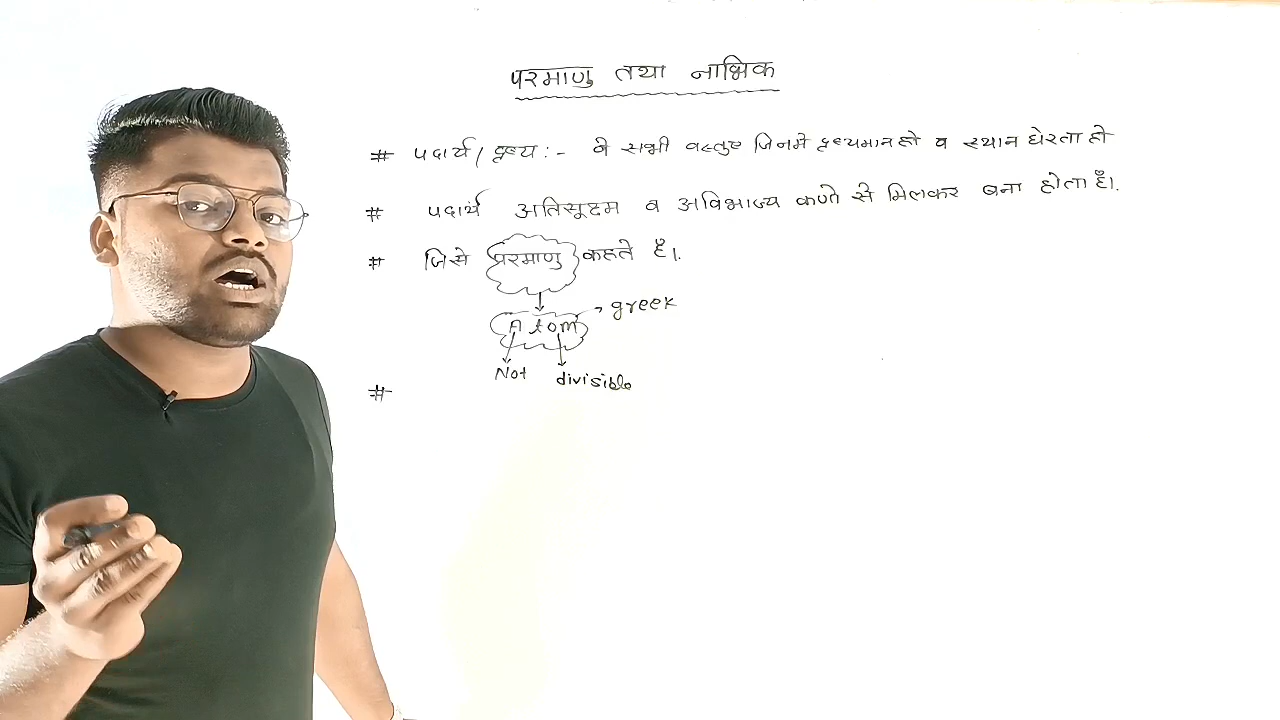 परमाणु तथा नाभिक
# पदार्थ / द्रव्य :- वे सभी वस्तुए जिनमे द्रव्यमान हो व स्थान घेरता हो
# पदार्थ अतिसूक्ष्म व अविभाज्य कणो से मिलकर बना होता हैं।
# जिसे परमाणु कहते हैं।
Atom → greek
Not divisible
#